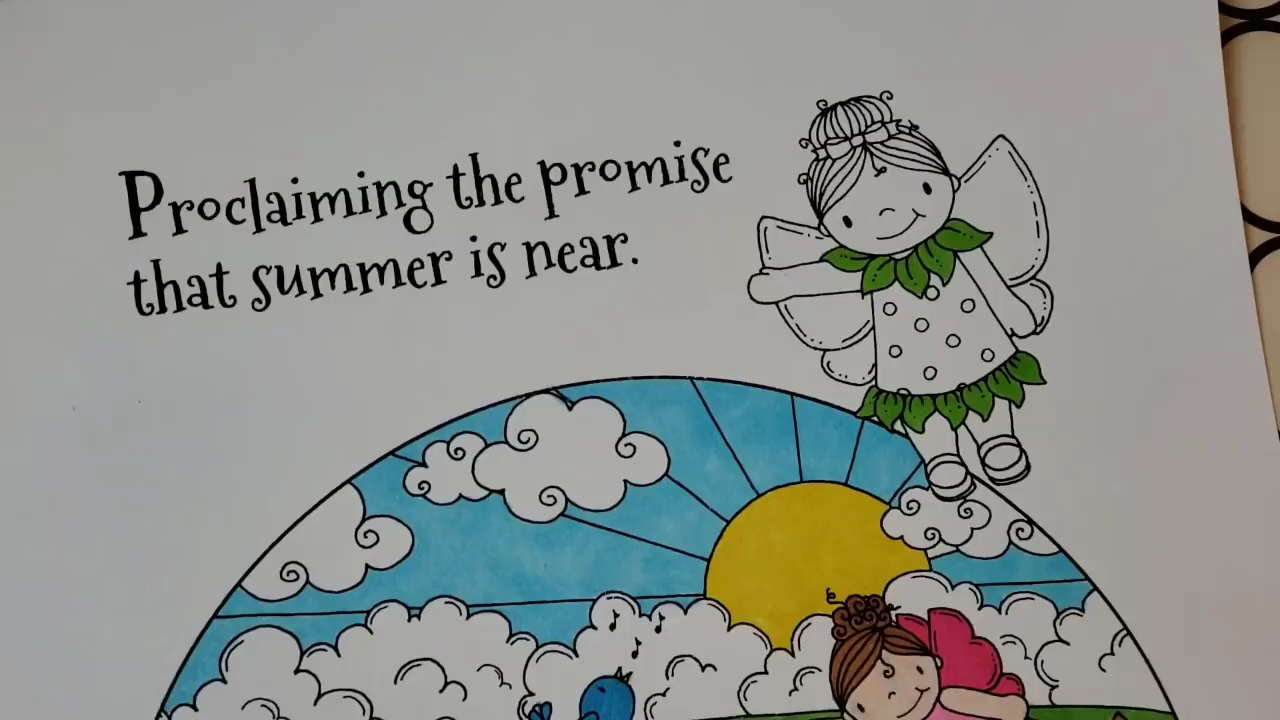 Proclaiming the promise
that summer is near.